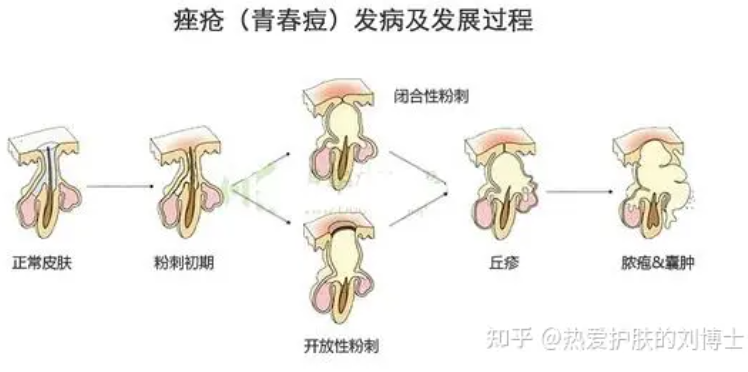 痤疮（青春痘）发病及发展过程
闭合性粉刺
正常皮肤
粉刺初期
丘疹
脓疱&囊肿
开放性粉刺
知乎 @热爱护肤的刘博士